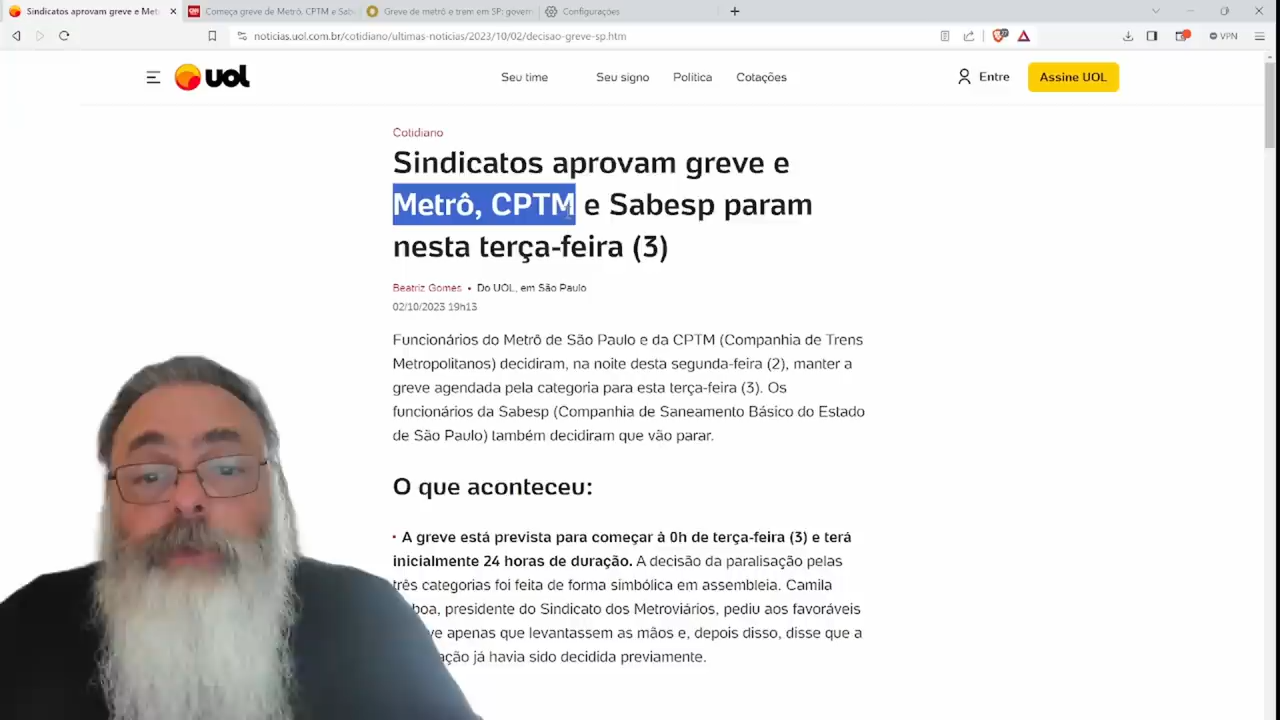 Sindicatos aprovam greve e Met
Começa greve de Metrô, CPTM e Sab
Greve de metrô e trem em SP: govern
Configurações
noticias.uol.com.br/cotidiano/ultimas-noticias/2023/10/02/decisao-greve-sp.htm
VPN
uol
Seu time
Seu signo
Política
Cotações
Entre
Assine UOL
Cotidiano
Sindicatos aprovam greve e
Metrô, CPTM e Sabesp param
nesta terça-feira (3)
Beatriz Gomes • Do UOL, em São Paulo
02/10/2023 19h13
Funcionários do Metrô de São Paulo e da CPTM (Companhia de Trens
Metropolitanos) decidiram, na noite desta segunda-feira (2), manter a
greve agendada pela categoria para esta terça-feira (3). Os
funcionários da Sabesp (Companhia de Saneamento Básico do Estado
de São Paulo) também decidiram que vão parar.
O que aconteceu:
A greve está prevista para começar à 0h de terça-feira (3) e terá
inicialmente 24 horas de duração. A decisão da paralisação pelas
três categorias foi feita de forma simbólica em assembleia. Camila
boa, presidente do Sindicato dos Metroviários, pediu aos favoráveis
ve apenas que levantassem as mãos e, depois disso, disse que a
ação já havia sido decidida previamente.